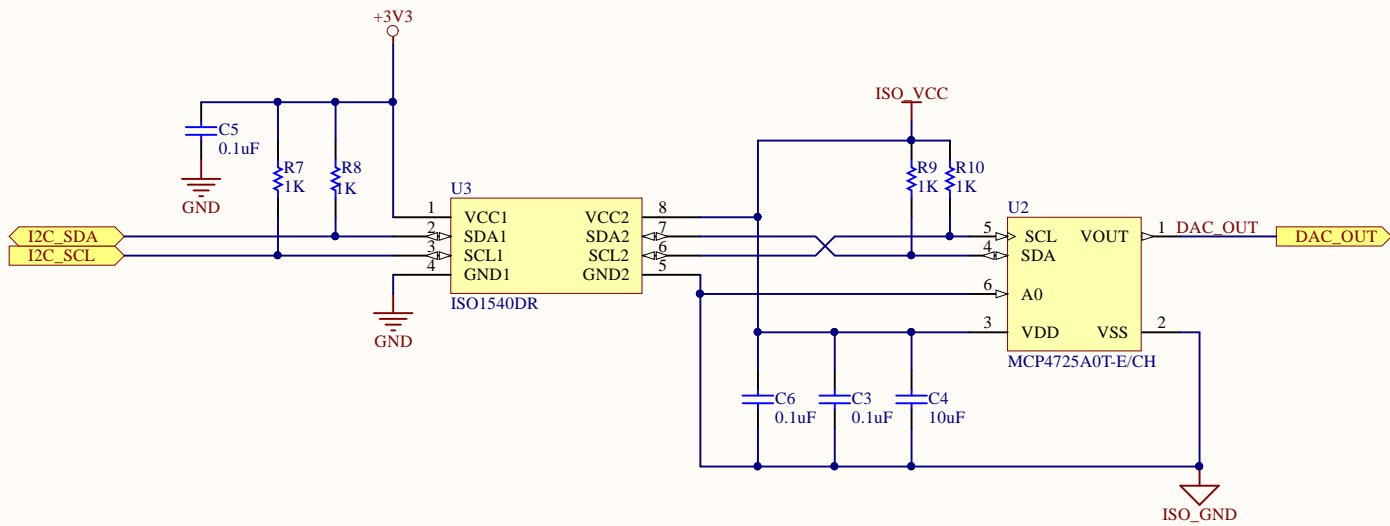 +3V3
C5
0.1uF
GND
R7
1K
R8
1K
I2C_SDA
I2C_SCL
U3
1 VCC1 VCC2 8
2 SDA1 SDA2 7
3 SCL1 SCL2 6
4 GND1 GND2 5
ISO1540DR
GND
ISO_VCC
R9
1K
R10
1K
U2
5 SCL VOUT 1
4 SDA
6 A0
3 VDD VSS 2
MCP4725A0T-E/CH
DAC_OUT
DAC_OUT
C6
0.1uF
C3
0.1uF
C4
10uF
ISO_GND